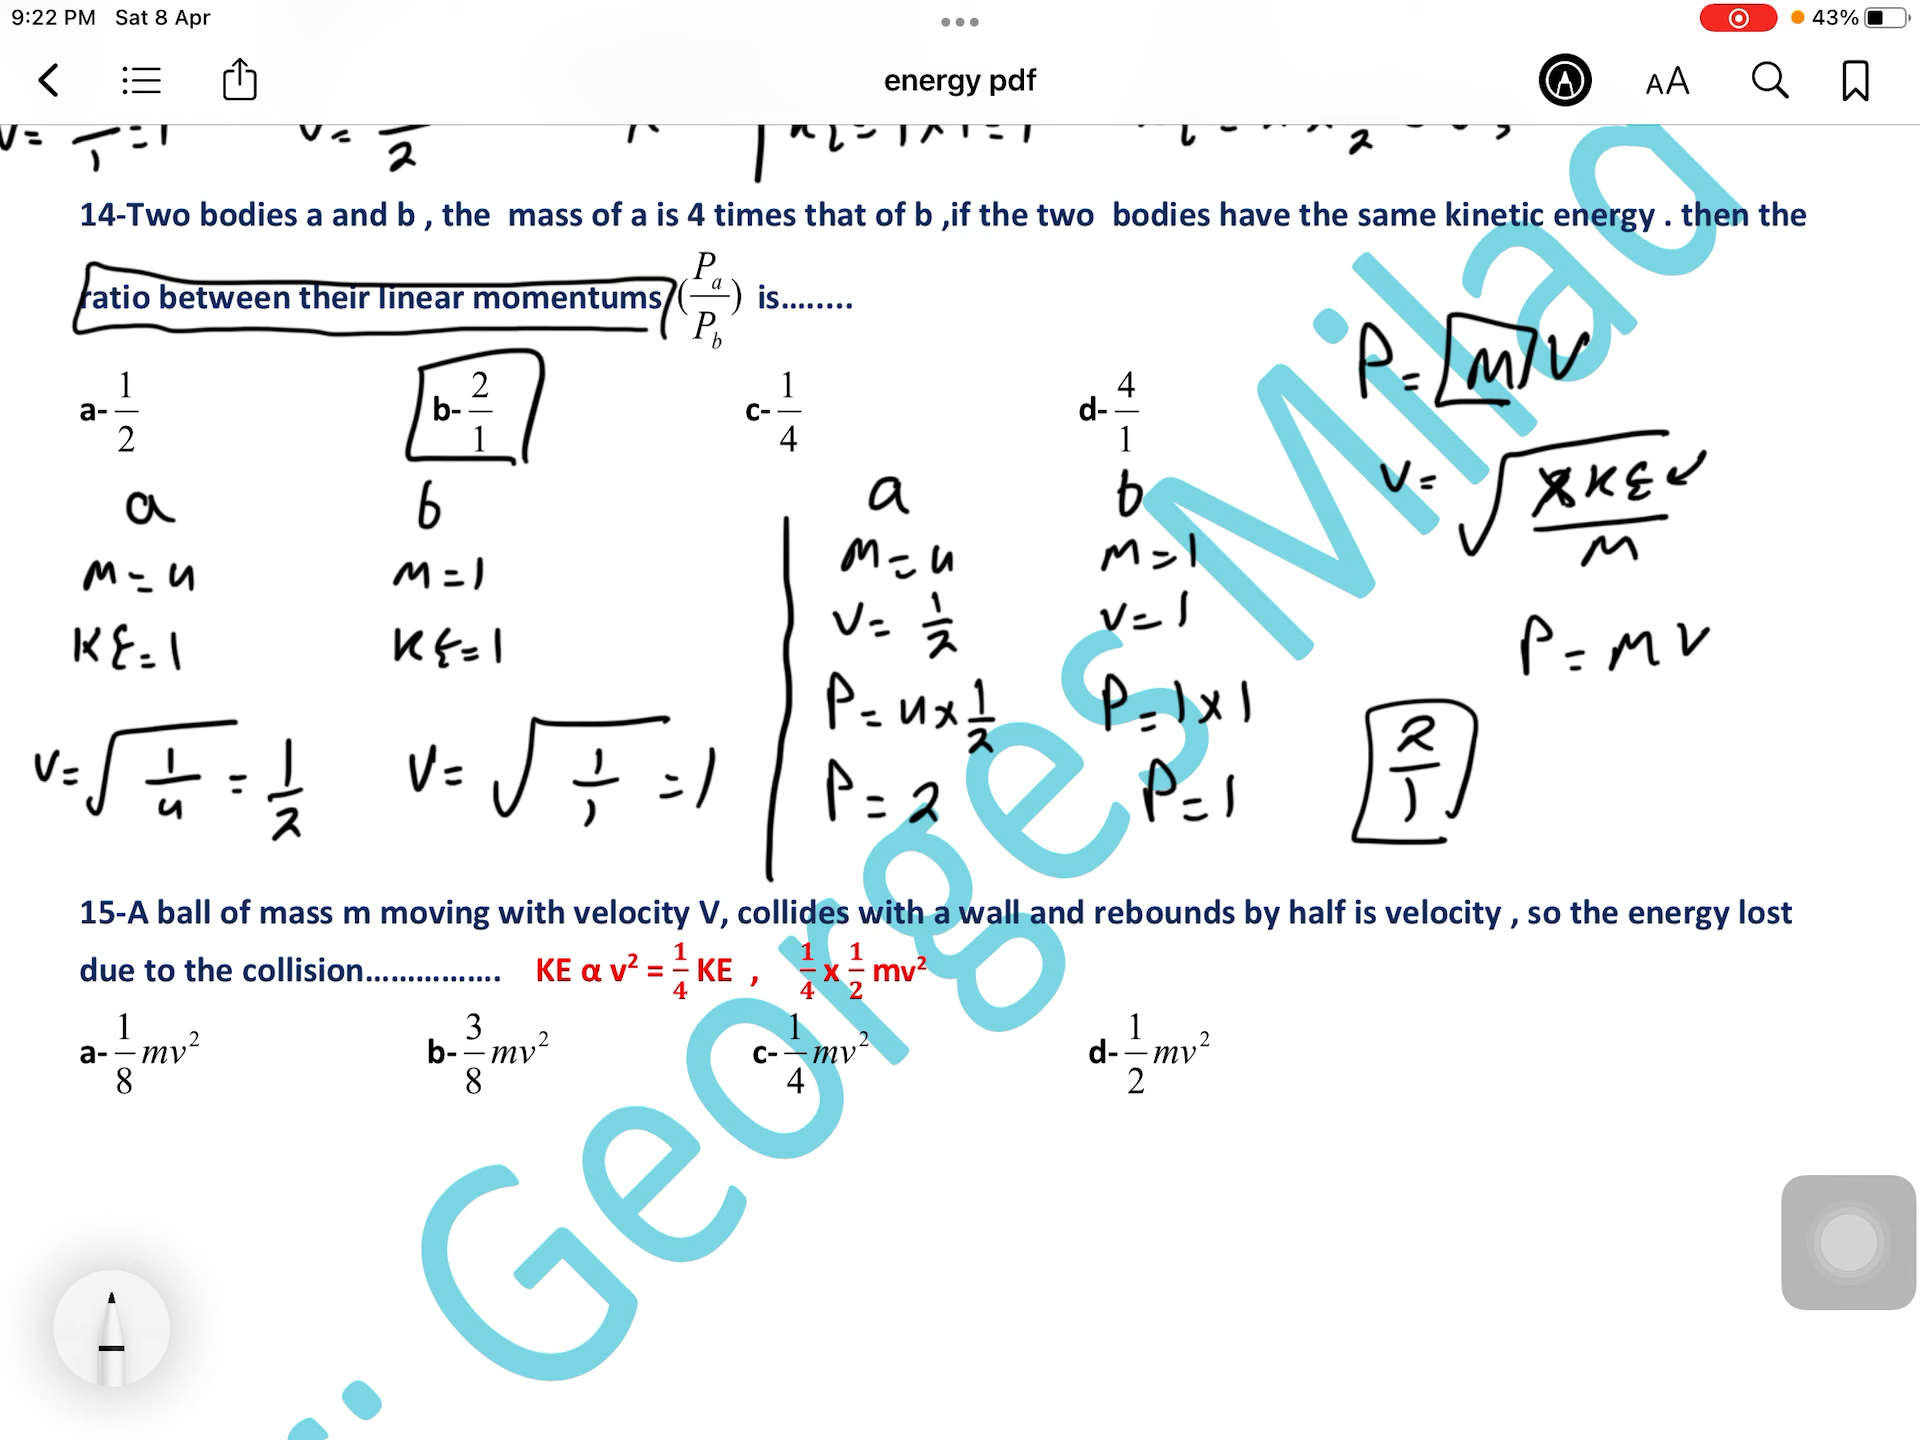 9:22 PM Sat 8 Apr
43%
energy pdf
AA
14-Two bodies a and b , the mass of a is 4 times that of b ,if the two bodies have the same kinetic energy . then the
ratio between their linear momentums (Pa/Pb) is........
a- 1/2 b- 2/1 c- 1/4 d- 4/1
P = M V
V = √(2KE/M)
P = M V
a b
M = 4 M = 1
KE = 1 KE = 1
V = √(1/4) = 1/2 V = √(1/1) = 1
a b
M = 4 M = 1
V = 1/2 V = 1
P = 4 x 1/2 P = 1 x 1
P = 2 P = 1
2/1
15-A ball of mass m moving with velocity V, collides with a wall and rebounds by half is velocity , so the energy lost
due to the collision................ KE α v² = 1/4 KE , 1/4 x 1/2 mv²
a- 1/8 mv² b- 3/8 mv² c- 1/4 mv² d- 1/2 mv²
Georges Milad